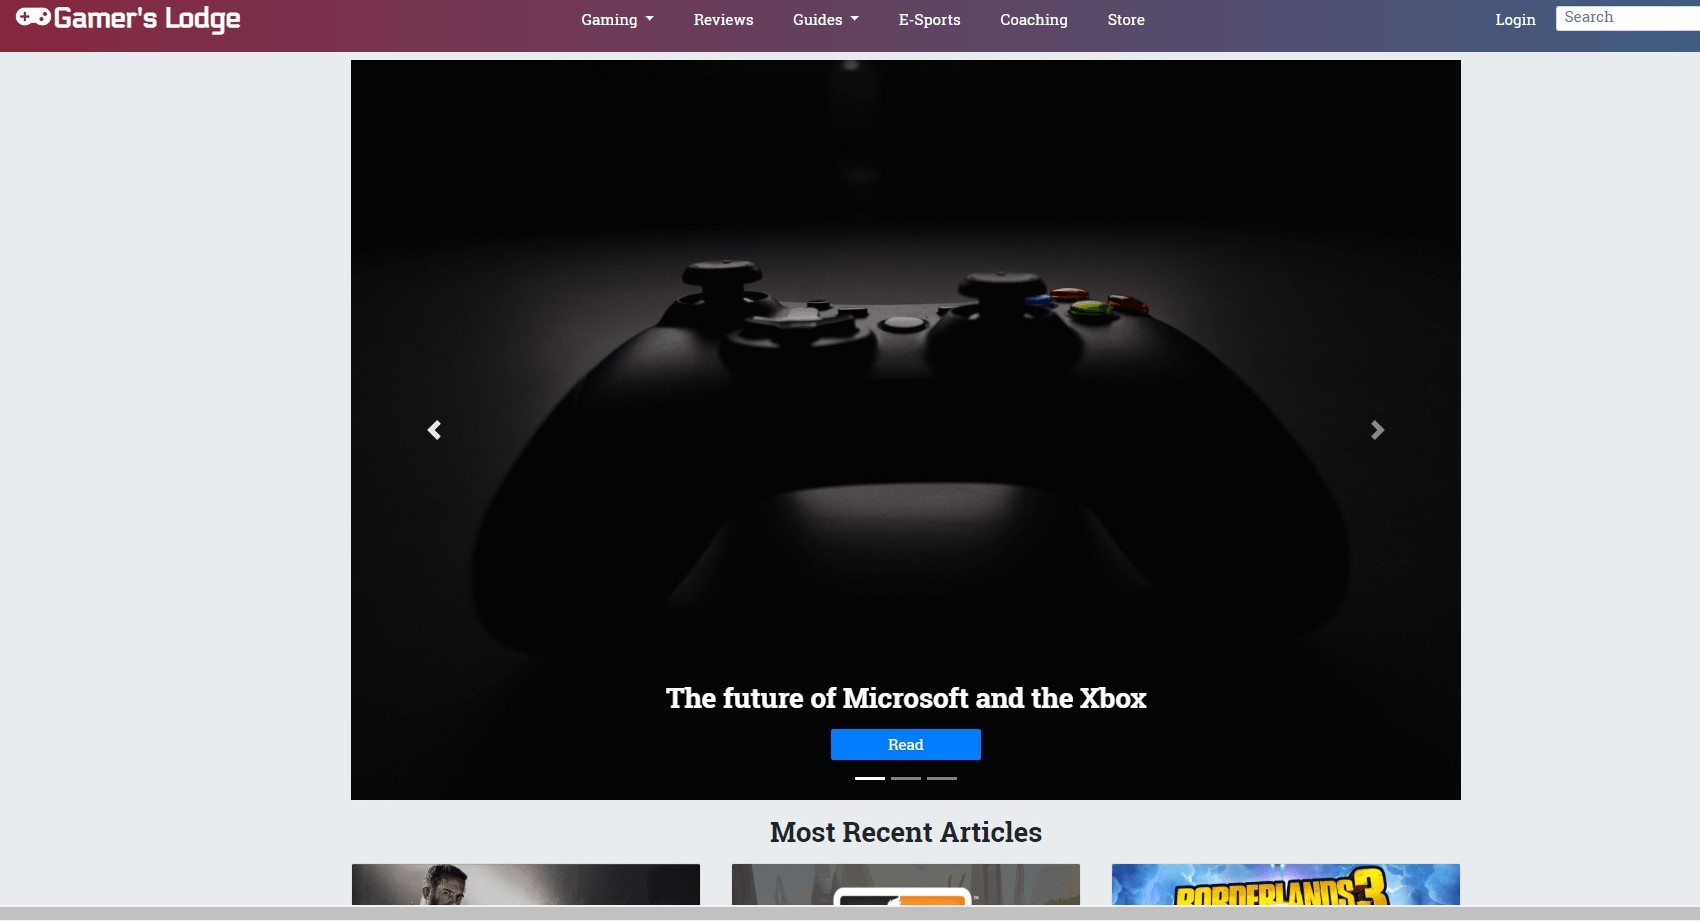 Gamer's Lodge
Gaming
Reviews
Guides
E-Sports
Coaching
Store
Login
Search
The future of Microsoft and the Xbox
Read
Most Recent Articles
BORDERLANDS 3